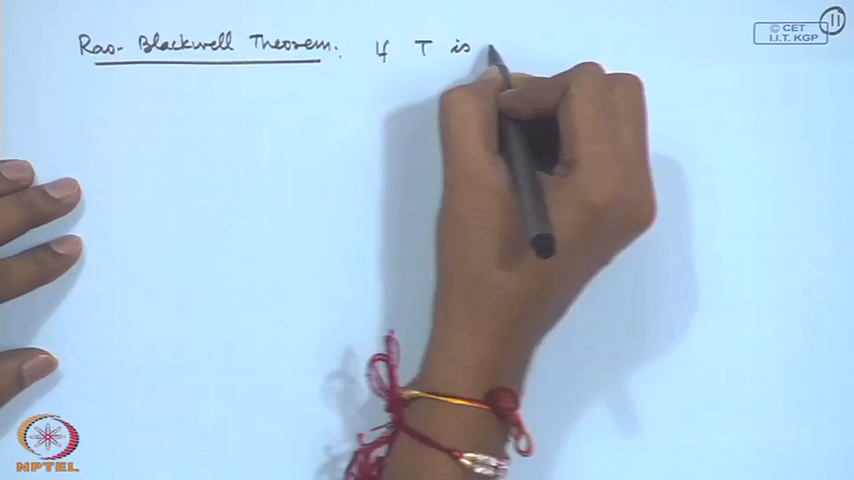 Rao-Blackwell Theorem: If T is
© CET
I.I.T. KGP
11
NPTEL